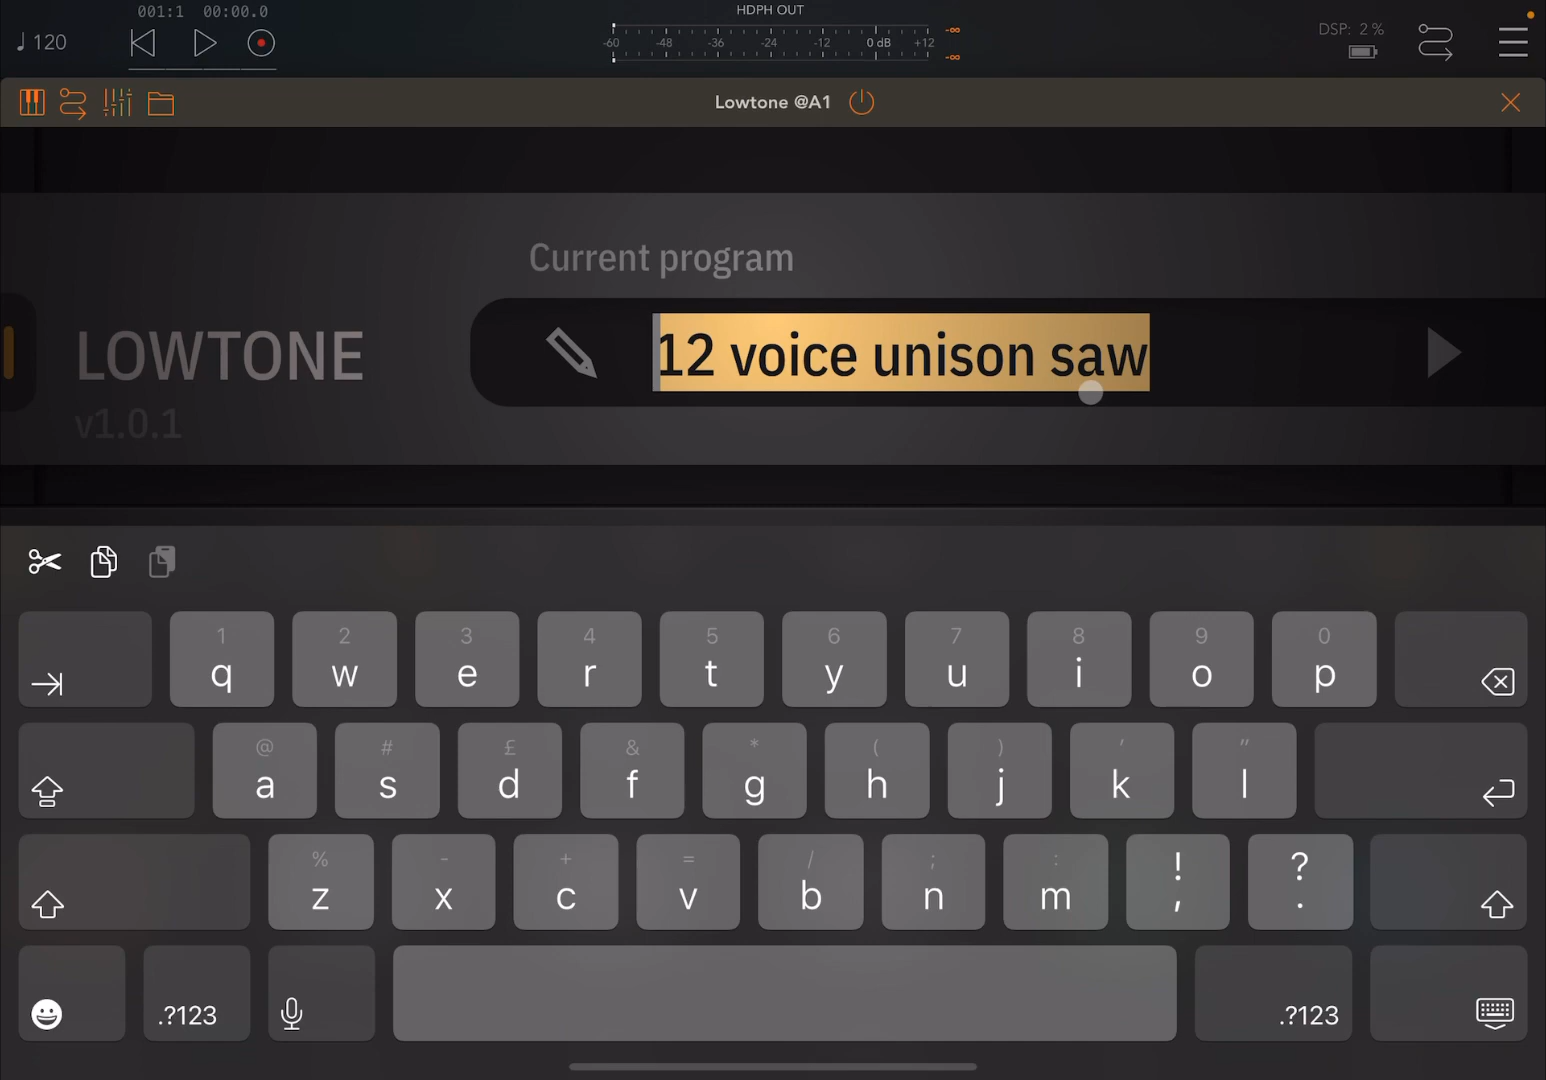 HDPH OUT
001:1 00:00.0
120
-60 -48 -36 -24 -12 0 dB +12
-∞
-∞
DSP: 2 %
Lowtone @A1
Current program
LOWTONE
12 voice unison saw
v1.0.1
1 2 3 4 5 6 7 8 9 0
q w e r t y u i o p
@ # £ & * ( ) ' "
a s d f g h j k l
% - + = / ; : ! ?
z x c v b n m , .
.?123 .?123